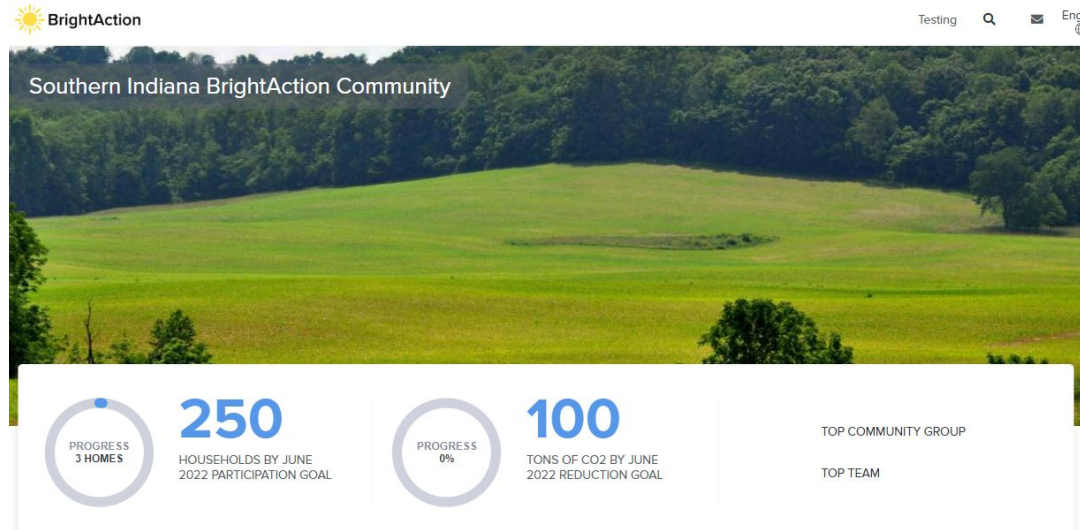 BrightAction
Testing
Southern Indiana BrightAction Community
PROGRESS
3 HOMES
250
HOUSEHOLDS BY JUNE
2022 PARTICIPATION GOAL
PROGRESS
0%
100
TONS OF CO2 BY JUNE
2022 REDUCTION GOAL
TOP COMMUNITY GROUP
TOP TEAM